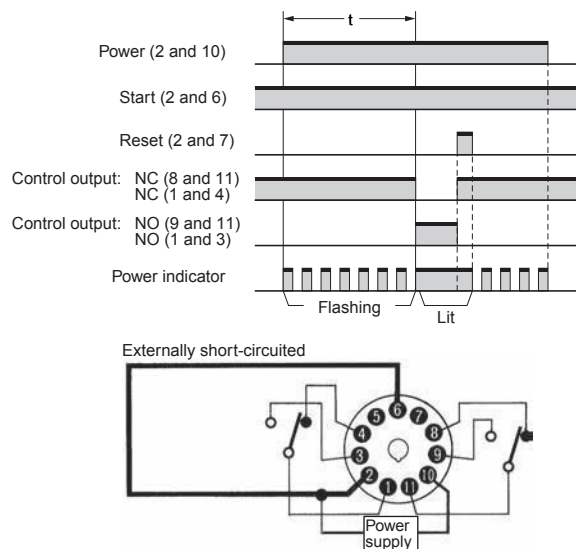 t
Power (2 and 10)
Start (2 and 6)
Reset (2 and 7)
Control output: NC (8 and 11)
NC (1 and 4)
Control output: NO (9 and 11)
NO (1 and 3)
Power indicator
Flashing
Lit
Externally short-circuited
6
5 7
4 8
3 9
2 10
1 11
Power
supply